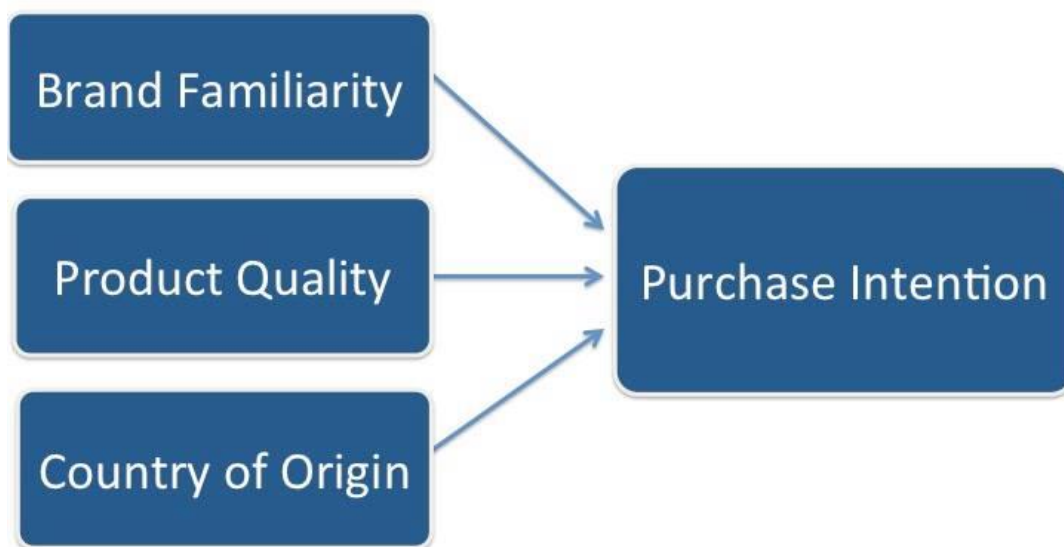 Brand Familiarity
Product Quality
Purchase Intention
Country of Origin